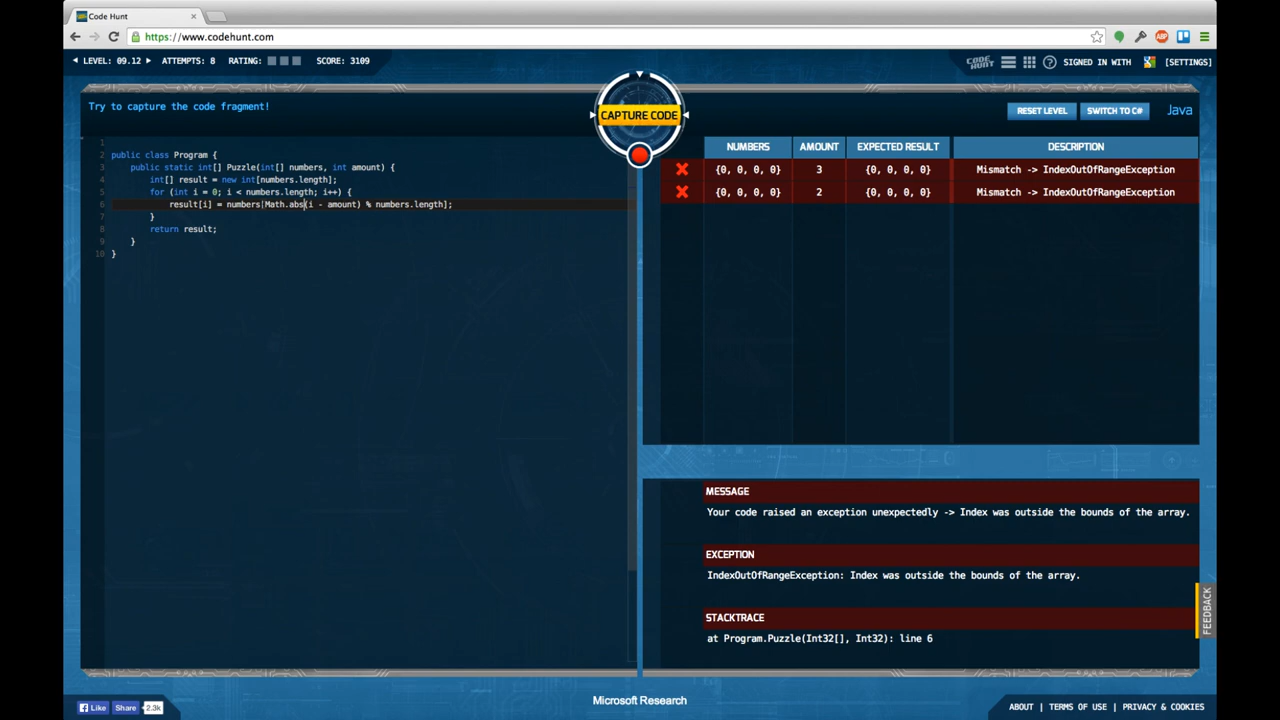 Code Hunt
https://www.codehunt.com
LEVEL: 09.12 ATTEMPTS: 8 RATING: SCORE: 3109
CODE HUNT SIGNED IN WITH [SETTINGS]
Try to capture the code fragment!
CAPTURE CODE
RESET LEVEL SWITCH TO C# Java
1
2 public class Program {
3 public static int[] Puzzle(int[] numbers, int amount) {
4 int[] result = new int[numbers.length];
5 for (int i = 0; i < numbers.length; i++) {
6 result[i] = numbers[Math.abs(i - amount) % numbers.length];
7 }
8 return result;
9 }
10 }
NUMBERS AMOUNT EXPECTED RESULT DESCRIPTION
{0, 0, 0, 0} 3 {0, 0, 0, 0} Mismatch -> IndexOutOfRangeException
{0, 0, 0, 0} 2 {0, 0, 0, 0} Mismatch -> IndexOutOfRangeException
MESSAGE
Your code raised an exception unexpectedly -> Index was outside the bounds of the array.
EXCEPTION
IndexOutOfRangeException: Index was outside the bounds of the array.
STACKTRACE
at Program.Puzzle(Int32[], Int32): line 6
FEEDBACK
Like Share 2.3k
Microsoft Research
ABOUT | TERMS OF USE | PRIVACY & COOKIES